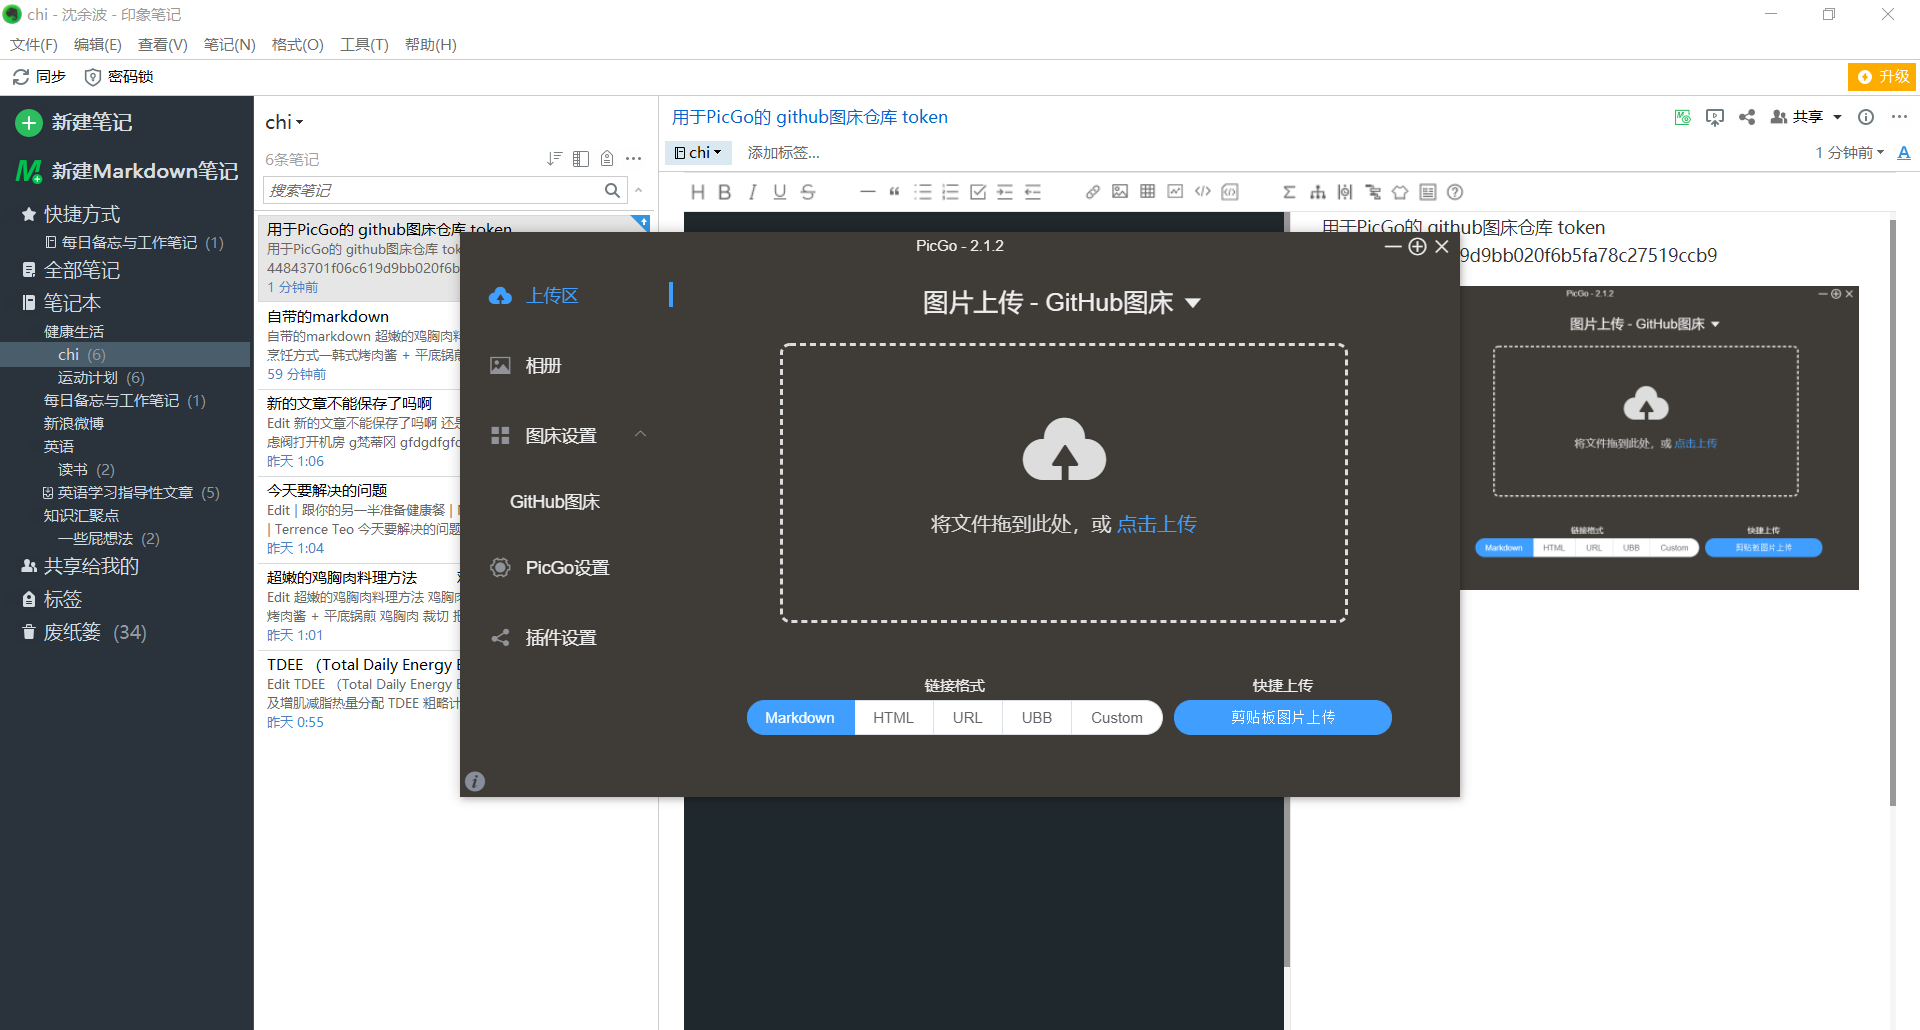 chi - 沈余波 - 印象笔记
文件(F) 编辑(E) 查看(V) 笔记(N) 格式(O) 工具(T) 帮助(H)
同步 密码锁
升级
新建笔记
新建Markdown笔记
快捷方式
每日备忘与工作笔记 (1)
全部笔记
笔记本
健康生活
chi (6)
运动计划 (6)
每日备忘与工作笔记 (1)
新浪微博
英语
读书 (2)
英语学习指导性文章 (5)
知识汇聚点
一些屁想法 (2)
共享给我的
标签
废纸篓 (34)
chi
6条笔记
搜索笔记
用于PicGo的 github图床仓库 token
用于PicGo的 github图床仓库 tok
44843701f06c619d9bb020f6b
1 分钟前
自带的markdown
自带的markdown 超嫩的鸡胸肉料
烹饪方式—韩式烤肉酱 + 平底锅煎
59 分钟前
新的文章不能保存了吗啊
Edit 新的文章不能保存了吗啊 还是
虑阀打开机房 g梵蒂冈 gfdgdfgfd
昨天 1:06
今天要解决的问题
Edit | 跟你的另一半准备健康餐 |
| Terrence Teo 今天要解决的问题
昨天 1:04
超嫩的鸡胸肉料理方法
Edit 超嫩的鸡胸肉料理方法 鸡胸肉
烤肉酱 + 平底锅煎 鸡胸肉 裁切 把
昨天 1:01
TDEE （Total Daily Energy E
Edit TDEE （Total Daily Energy E
及增肌减脂热量分配 TDEE 粗略计
昨天 0:55
用于PicGo的 github图床仓库 token
共享
chi 添加标签...
1 分钟前 A
H B I U S
用于PicGo的 github图床仓库 token
9d9bb020f6b5fa78c27519ccb9
PicGo - 2.1.2
图片上传 - GitHub图床
将文件拖到此处，或 点击上传
链接格式 快捷上传
Markdown HTML URL UBB Custom 剪贴板图片上传
PicGo - 2.1.2
上传区
相册
图床设置
GitHub图床
PicGo设置
插件设置
图片上传 - GitHub图床
将文件拖到此处，或 点击上传
链接格式 快捷上传
Markdown HTML URL UBB Custom 剪贴板图片上传